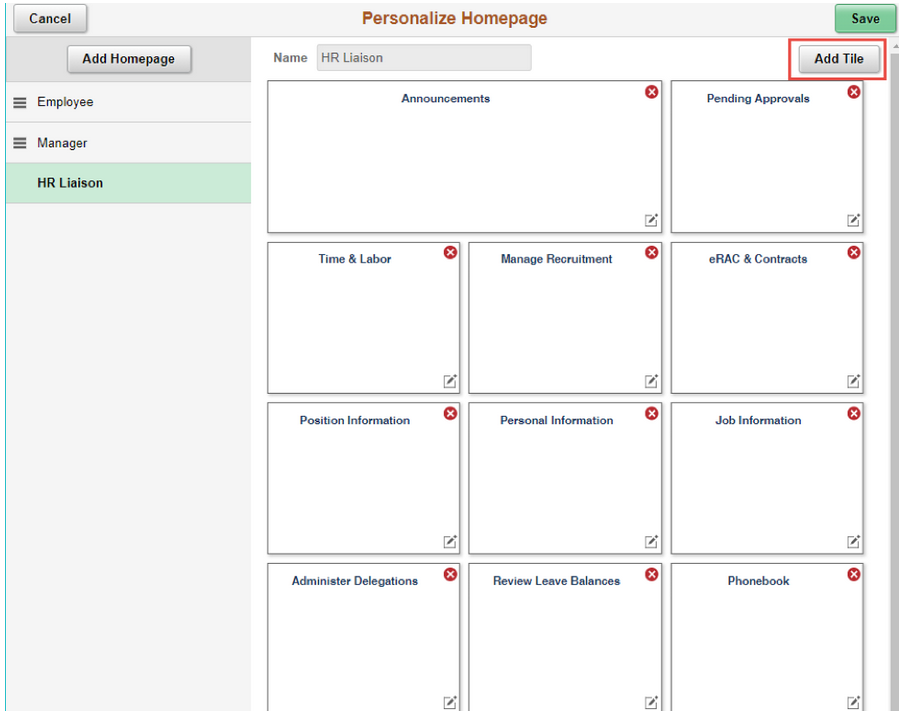 Cancel
Personalize Homepage
Save
Add Homepage
Name HR Liaison
Add Tile
Employee
Manager
HR Liaison
Announcements
Pending Approvals
Time & Labor
Manage Recruitment
eRAC & Contracts
Position Information
Personal Information
Job Information
Administer Delegations
Review Leave Balances
Phonebook